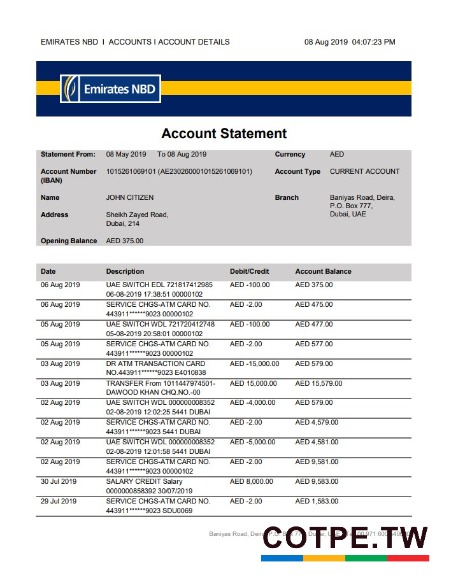 EMIRATES NBD I ACCOUNTS I ACCOUNT DETAILS 08 Aug 2019 04:07:23 PM
Emirates NBD
Account Statement
Statement From: 08 May 2019 To 08 Aug 2019 Currency AED
Account Number 1015261069101 (AE230260001015261069101) Account Type CURRENT ACCOUNT
(IBAN)
Name JOHN CITIZEN Branch Baniyas Road, Deira,
P.O. Box 777,
Address Sheikh Zayed Road, Dubai, UAE
Dubai, 214
Opening Balance AED 375.00
Date Description Debit/Credit Account Balance
06 Aug 2019 UAE SWITCH EDL 721817412985 AED -100.00 AED 375.00
06-08-2019 17:38:51 00000102
06 Aug 2019 SERVICE CHGS-ATM CARD NO. AED -2.00 AED 475.00
443911******9023 00000102
05 Aug 2019 UAE SWITCH WDL 721720412748 AED -100.00 AED 477.00
05-08-2019 20:58:01 00000102
05 Aug 2019 SERVICE CHGS-ATM CARD NO. AED -2.00 AED 577.00
443911******9023 00000102
03 Aug 2019 DR ATM TRANSACTION CARD AED -15,000.00 AED 579.00
NO.443911******9023 E4010838
03 Aug 2019 TRANSFER From 1011447974501- AED 15,000.00 AED 15,579.00
DAWOOD KHAN CHQ.NO.-00
02 Aug 2019 UAE SWITCH WDL 000000008352 AED -4,000.00 AED 579.00
02-08-2019 12:02:25 5441 DUBAI
02 Aug 2019 SERVICE CHGS-ATM CARD NO. AED -2.00 AED 4,579.00
443911******9023 5441 DUBAI
02 Aug 2019 UAE SWITCH WDL 000000008352 AED -5,000.00 AED 4,581.00
02-08-2019 12:01:58 5441 DUBAI
02 Aug 2019 SERVICE CHGS-ATM CARD NO. AED -2.00 AED 9,581.00
443911******9023 00000102
30 Jul 2019 SALARY CREDIT Salary AED 8,000.00 AED 9,583.00
0000000858392 30/07/2019
29 Jul 2019 SERVICE CHGS-ATM CARD NO. AED -2.00 AED 1,583.00
443911******9023 SDU0069
Baniyas Road, P.O. Box
COTPE.TW